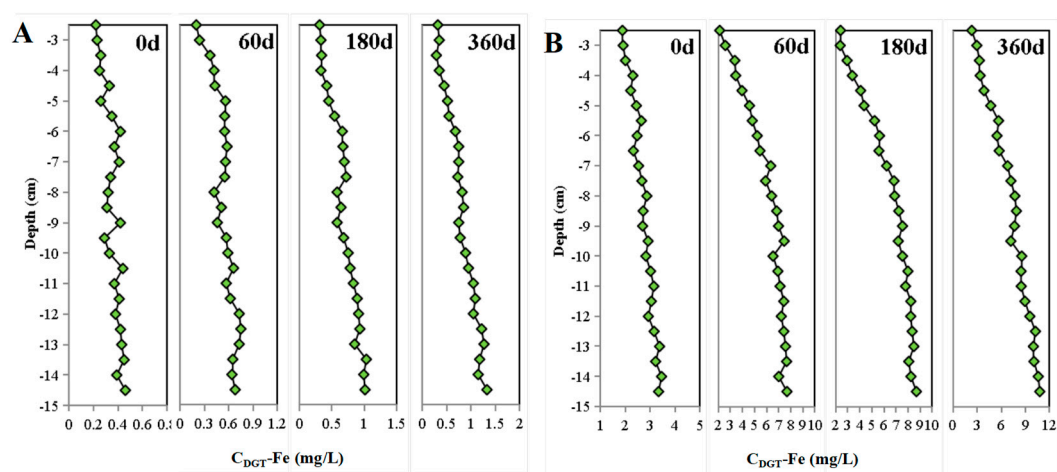 A
B
0d
60d
180d
360d
0d
60d
180d
360d
Depth (cm)
-3
-4
-5
-6
-7
-8
-9
-10
-11
-12
-13
-14
-15
0 0.2 0.4 0.6 0.8
0 0.3 0.6 0.9 1.2
0 0.5 1 1.5
0 0.5 1 1.5 2
C_DGT-Fe (mg/L)
Depth (cm)
-3
-4
-5
-6
-7
-8
-9
-10
-11
-12
-13
-14
-15
1 2 3 4 5
2 3 4 5 6 7 8 9 10
2 3 4 5 6 7 8 9 10
0 3 6 9 12
C_DGT-Fe (mg/L)